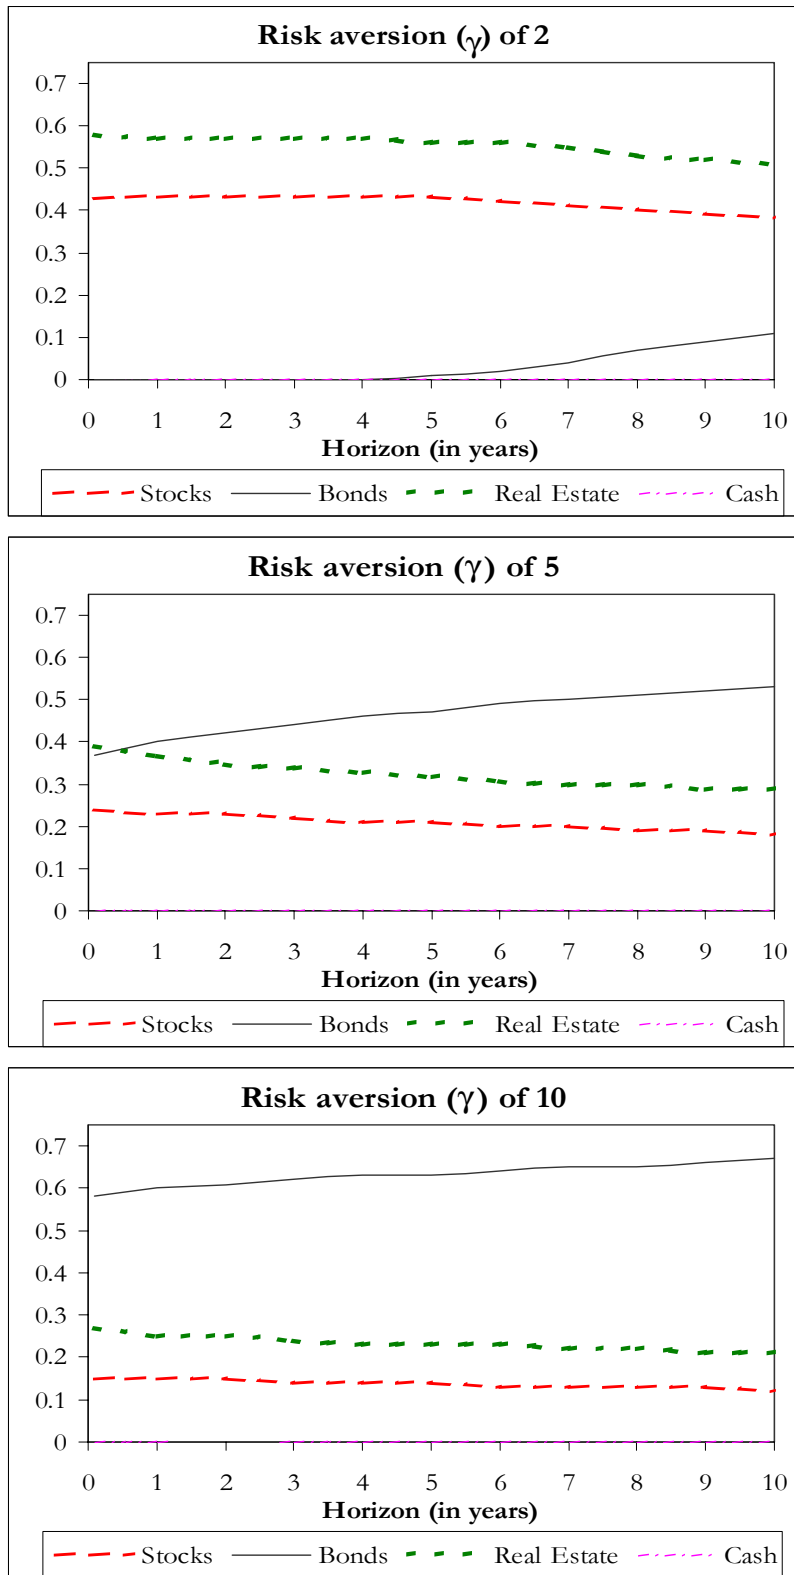 Risk aversion (γ) of 2
0.7
0.6
0.5
0.4
0.3
0.2
0.1
0
0 1 2 3 4 5 6 7 8 9 10
Horizon (in years)
Stocks Bonds Real Estate Cash
Risk aversion (γ) of 5
0.7
0.6
0.5
0.4
0.3
0.2
0.1
0
0 1 2 3 4 5 6 7 8 9 10
Horizon (in years)
Stocks Bonds Real Estate Cash
Risk aversion (γ) of 10
0.7
0.6
0.5
0.4
0.3
0.2
0.1
0
0 1 2 3 4 5 6 7 8 9 10
Horizon (in years)
Stocks Bonds Real Estate Cash